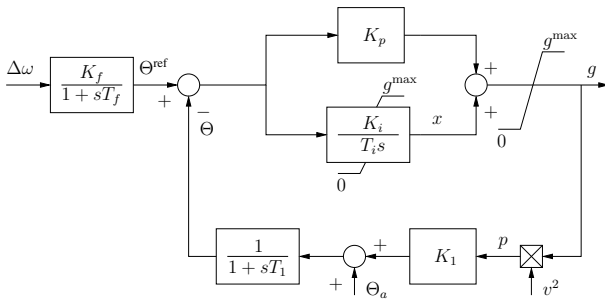 K_p
g^max
g^max
Δω
K_f
1 + sT_f
Θ^ref
+
−
Θ
K_i
T_i s
x
+
+
0
0
g
1
1 + sT_1
+
+
Θ_a
K_1
p
v^2